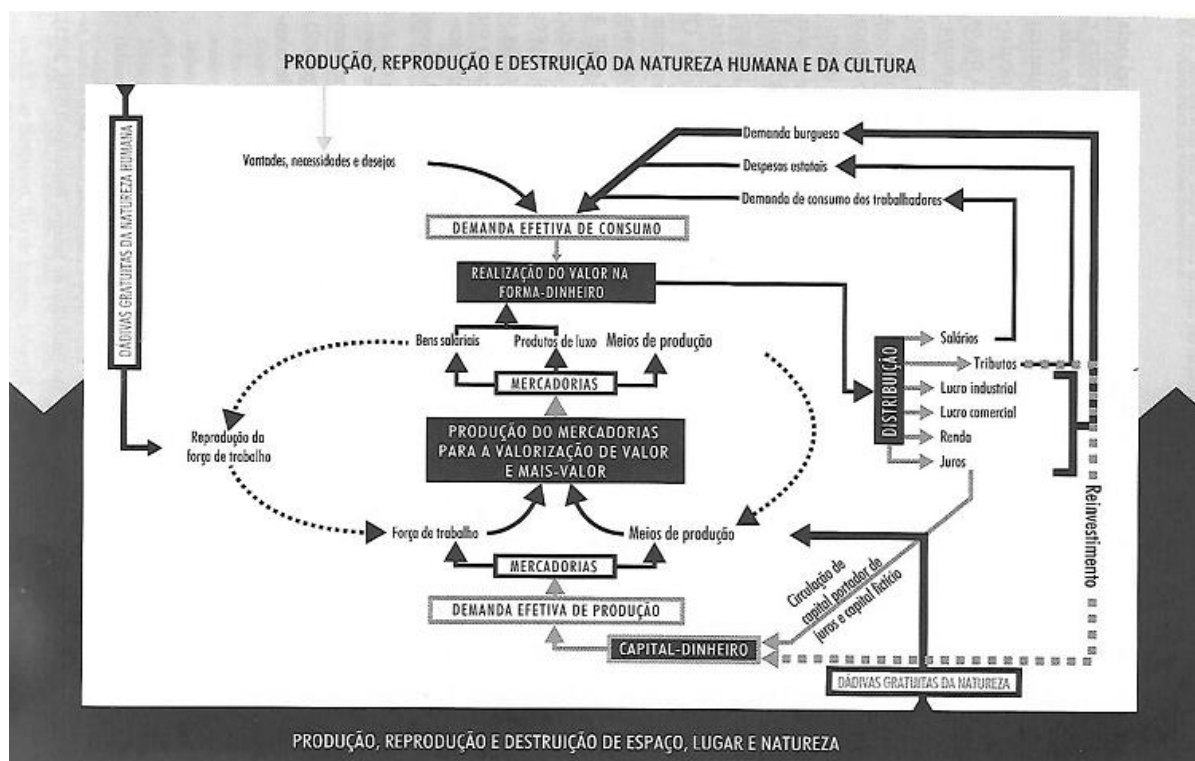 PRODUÇÃO, REPRODUÇÃO E DESTRUIÇÃO DA NATUREZA HUMANA E DA CULTURA
DÁDIVAS GRATUITAS DA NATUREZA HUMANA
Vantades, necessidades e desejos
Demanda burguesa
Despesas estatais
Demanda de consumo dos trabalhadores
DEMANDA EFETIVA DE CONSUMO
REALIZAÇÃO DO VALOR NA
FORMA-DINHEIRO
Bens salariais
Produtos de luxo
Meios de produção
MERCADORIAS
PRODUÇÃO DO MERCADORIAS
PARA A VALORIZAÇÃO DE VALOR
E MAIS-VALOR
Reprodução da
força de trabalho
Força de trabalho
Meios de produção
MERCADORIAS
DEMANDA EFETIVA DE PRODUÇÃO
CAPITAL-DINHEIRO
DISTRIBUIÇÃO
Salários
Tributos
Lucro industrial
Lucro comercial
Renda
Juros
Reinvestimento
Circulação de
capital portador de
juros e capital fictício
DÁDIVAS GRATUITAS DA NATUREZA
PRODUÇÃO, REPRODUÇÃO E DESTRUIÇÃO DE ESPAÇO, LUGAR E NATUREZA